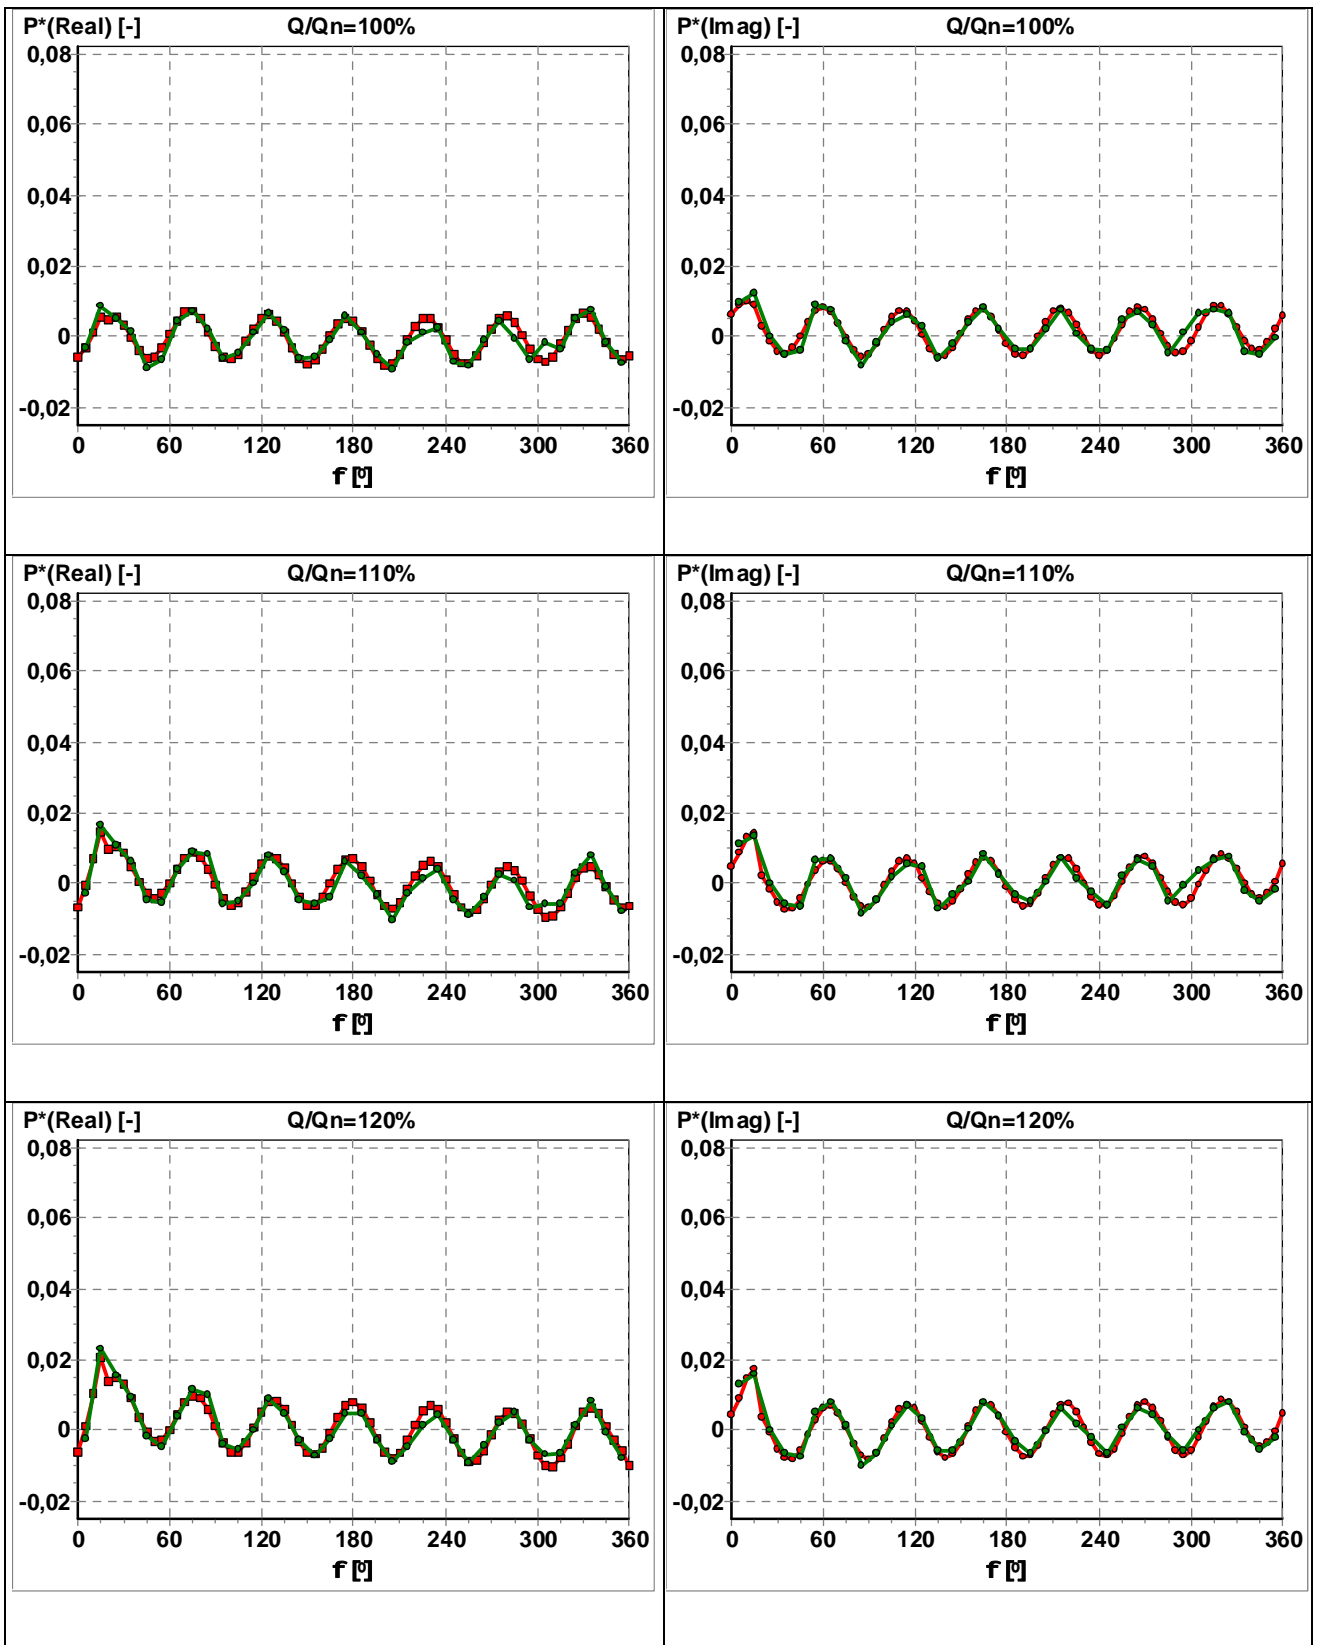 P*(Real) [-] Q/Qn=100%
0,08
0,06
0,04
0,02
0
-0,02
0 60 120 180 240 300 360
f [º]
P*(Imag) [-] Q/Qn=100%
0,08
0,06
0,04
0,02
0
-0,02
0 60 120 180 240 300 360
f [º]
P*(Real) [-] Q/Qn=110%
0,08
0,06
0,04
0,02
0
-0,02
0 60 120 180 240 300 360
f [º]
P*(Imag) [-] Q/Qn=110%
0,08
0,06
0,04
0,02
0
-0,02
0 60 120 180 240 300 360
f [º]
P*(Real) [-] Q/Qn=120%
0,08
0,06
0,04
0,02
0
-0,02
0 60 120 180 240 300 360
f [º]
P*(Imag) [-] Q/Qn=120%
0,08
0,06
0,04
0,02
0
-0,02
0 60 120 180 240 300 360
f [º]